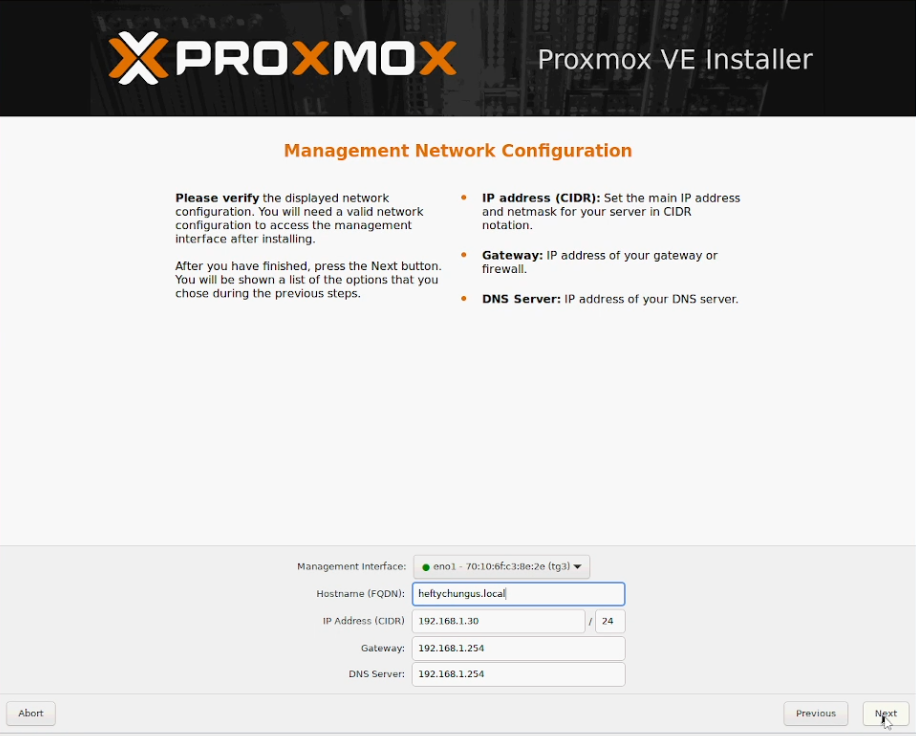 PROXMOX
Proxmox VE Installer
Management Network Configuration
Please verify the displayed network
configuration. You will need a valid network
configuration to access the management
interface after installing.
After you have finished, press the Next button.
You will be shown a list of the options that you
chose during the previous steps.
IP address (CIDR): Set the main IP address
and netmask for your server in CIDR
notation.
Gateway: IP address of your gateway or
firewall.
DNS Server: IP address of your DNS server.
Management Interface: eno1 - 70:10:6f:c3:8e:2e (tg3)
Hostname (FQDN): heftychungus.local
IP Address (CIDR) 192.168.1.30 / 24
Gateway: 192.168.1.254
DNS Server: 192.168.1.254
Abort Previous Next